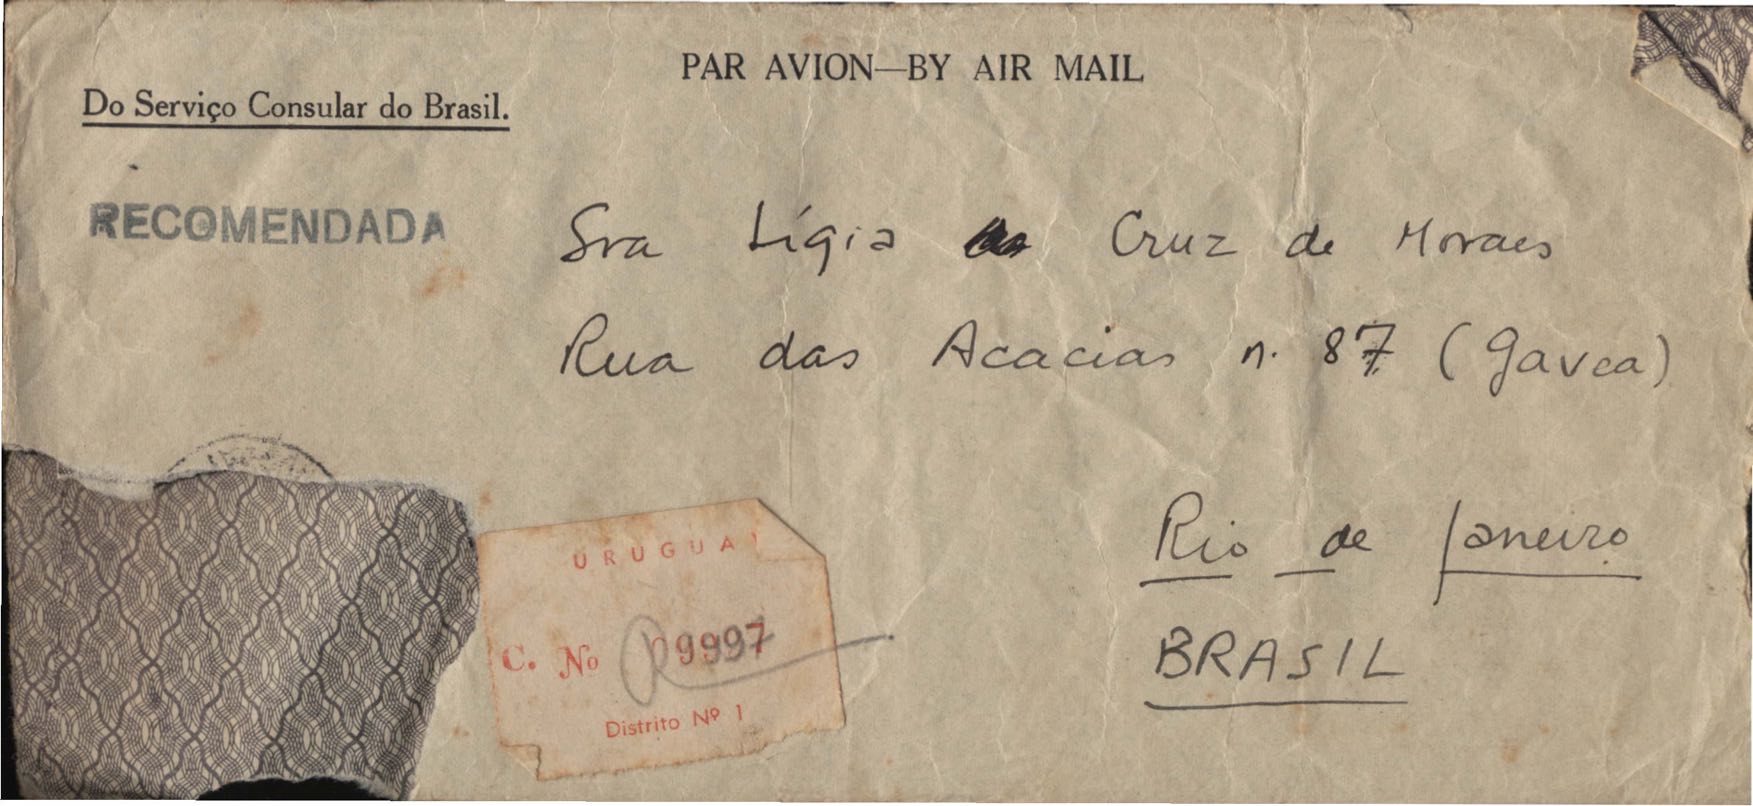 PAR AVION—BY AIR MAIL
Do Serviço Consular do Brasil.
RECOMENDADA
Sra Lígia Cruz de Moraes
Rua das Acacias n. 87 (Gavea)
Rio de Janeiro
BRASIL
URUGUAY
C. No 09997
Distrito Nº 1